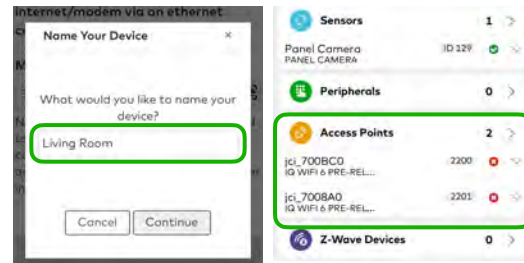 internet/modem via an ethernet
Name Your Device
×
What would you like to name your
device?
Living Room
Cancel
Continue
Sensors
1
Panel Camera
ID 129
PANEL CAMERA
Peripherals
0
Access Points
2
jci_700BC0
2200
IQ WIFI 6 PRE-REL...
jci_7008A0
2201
IQ WIFI 6 PRE-REL...
Z-Wave Devices
0